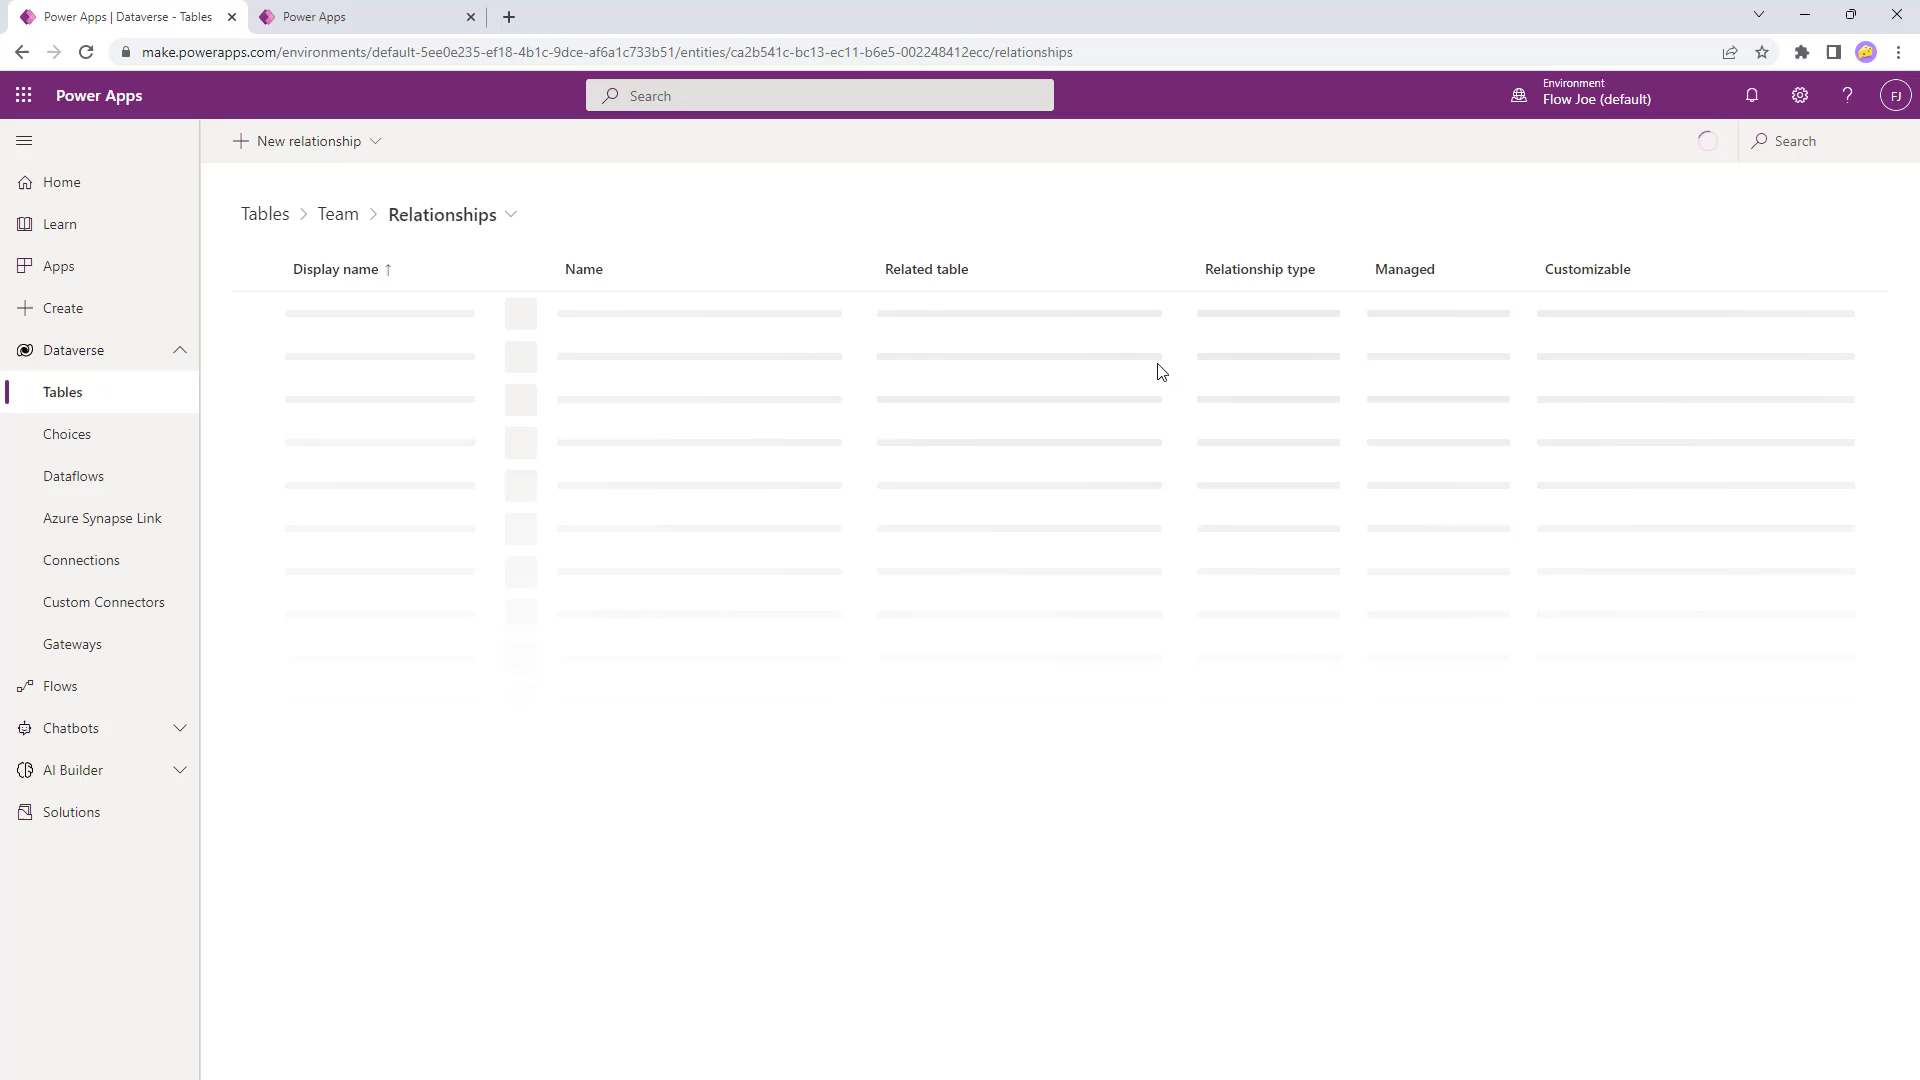 Power Apps | Dataverse - Tables
Power Apps
make.powerapps.com/environments/default-5ee0e235-ef18-4b1c-9dce-af6a1c733b51/entities/ca2b541c-bc13-ec11-b6e5-002248412ecc/relationships
Power Apps
Search
Environment
Flow Joe (default)
?
FJ
New relationship
Search
Home
Learn
Apps
Create
Dataverse
Tables
Choices
Dataflows
Azure Synapse Link
Connections
Custom Connectors
Gateways
Flows
Chatbots
AI Builder
Solutions
Tables > Team > Relationships
Display name ↑ Name Related table Relationship type Managed Customizable